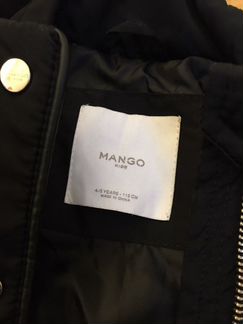 MANGO
KIDS
4/5 YEARS - 110 CM
MADE IN CHINA